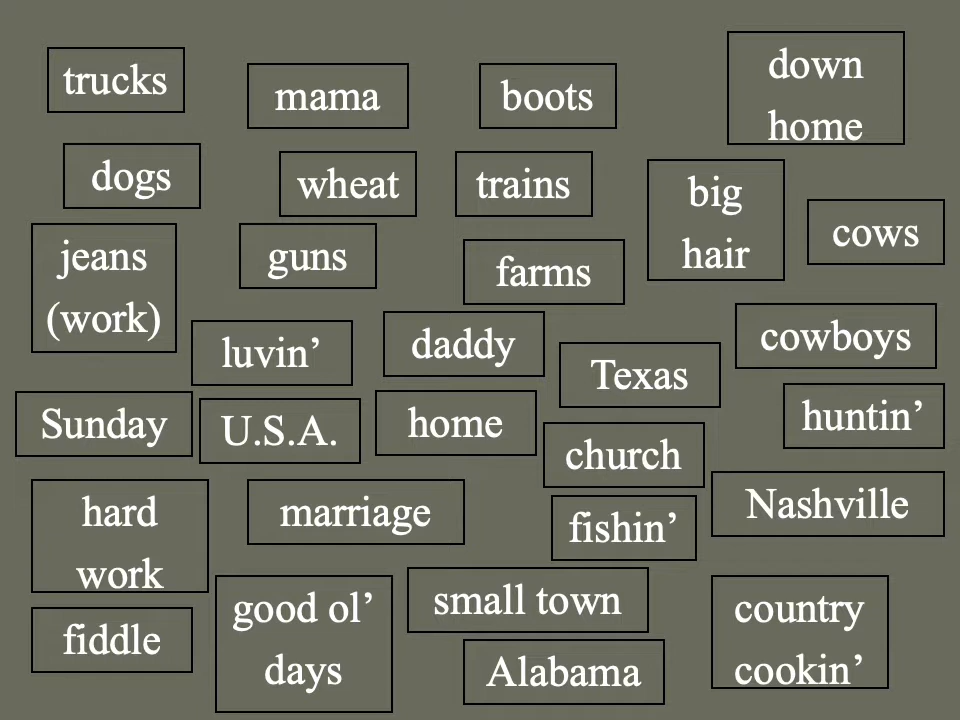 trucks
mama
boots
down
home
dogs
wheat
trains
big
hair
cows
jeans
(work)
guns
farms
luvin’
daddy
cowboys
Texas
Sunday
U.S.A.
home
huntin’
church
hard
work
marriage
fishin’
Nashville
fiddle
good ol’
days
small town
Alabama
country
cookin’